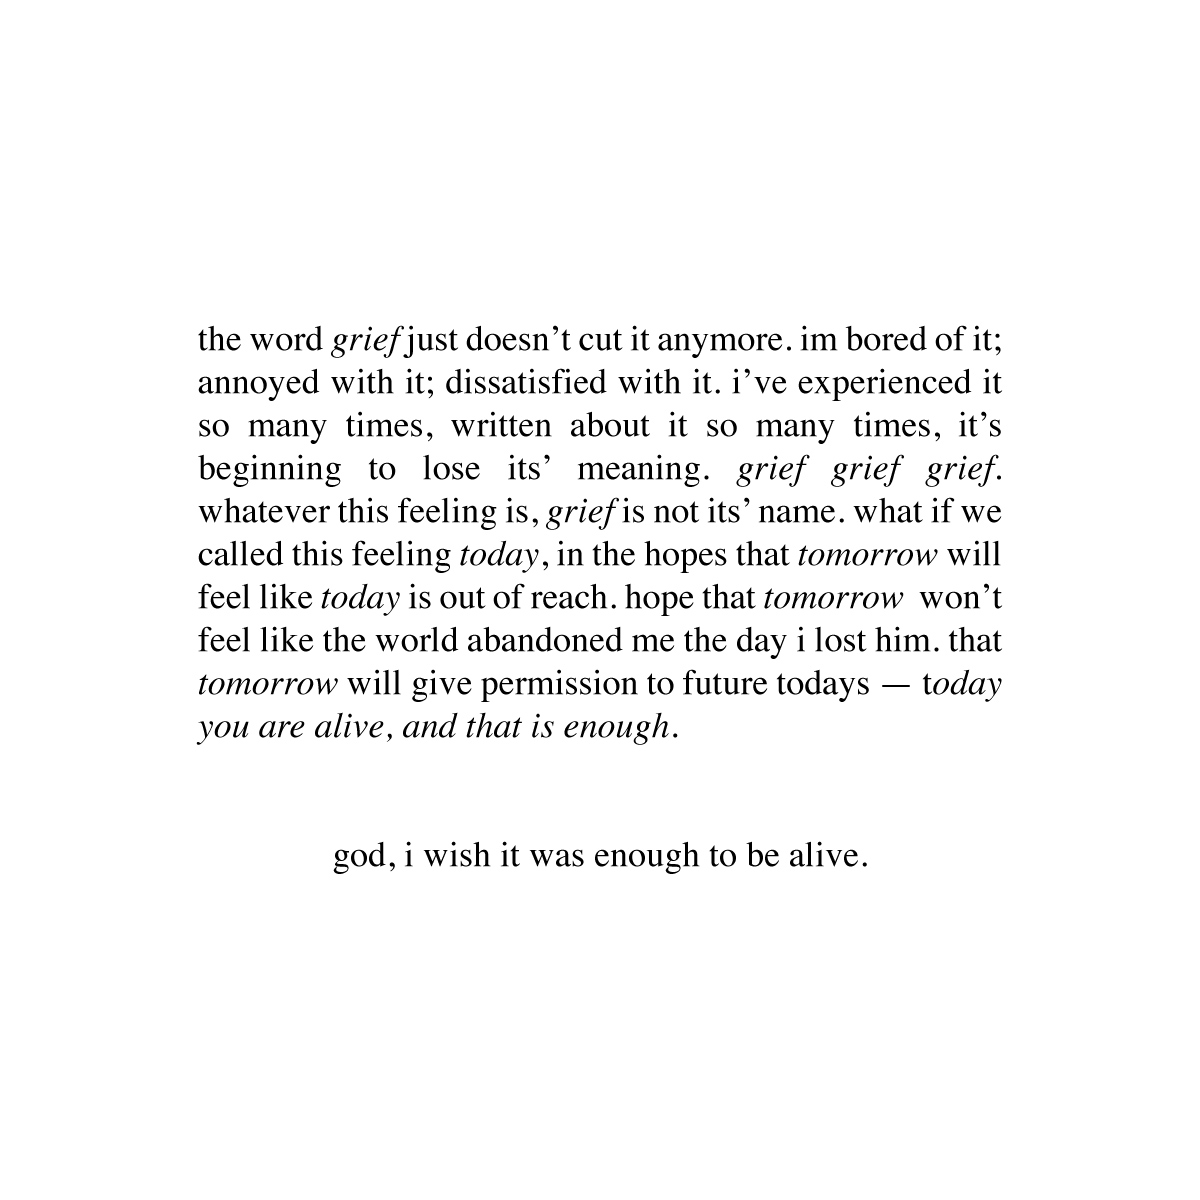 the word grief just doesn’t cut it anymore. im bored of it;
annoyed with it; dissatisfied with it. i’ve experienced it
so many times, written about it so many times, it’s
beginning to lose its’ meaning. grief grief grief.
whatever this feeling is, grief is not its’ name. what if we
called this feeling today, in the hopes that tomorrow will
feel like today is out of reach. hope that tomorrow won’t
feel like the world abandoned me the day i lost him. that
tomorrow will give permission to future todays — today
you are alive, and that is enough.
god, i wish it was enough to be alive.